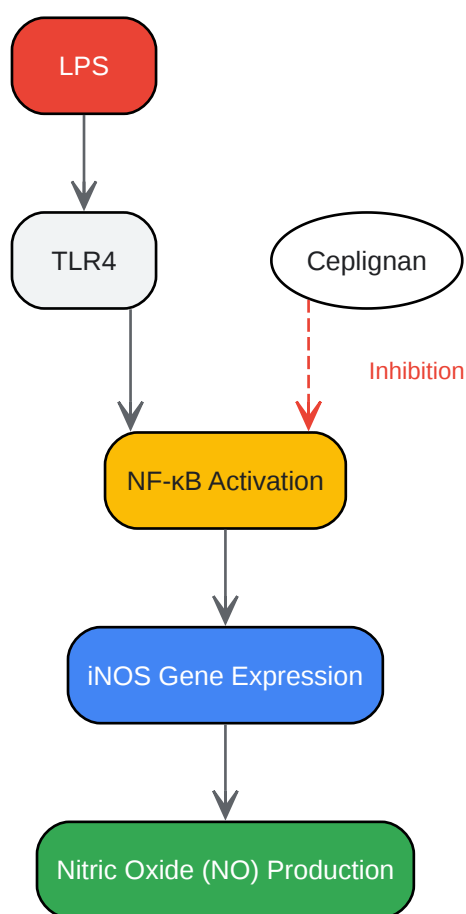 LPS
TLR4
Ceplignan
Inhibition
NF-κB Activation
iNOS Gene Expression
Nitric Oxide (NO) Production